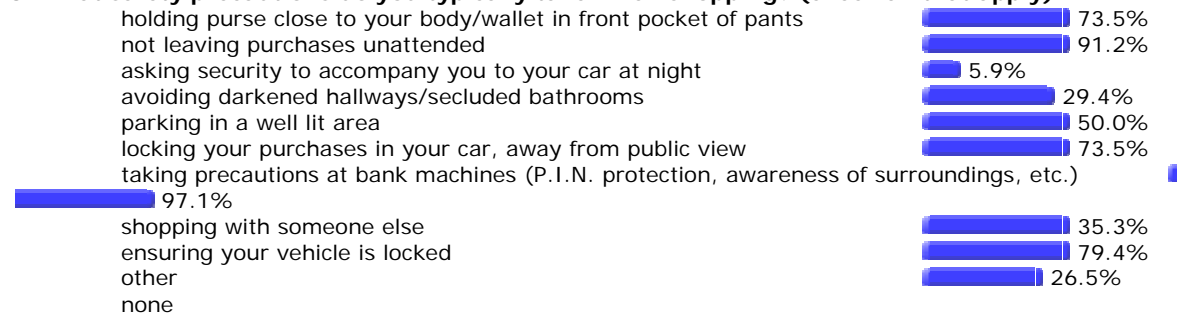 holding purse close to your body/wallet in front pocket of pants 73.5%
not leaving purchases unattended 91.2%
asking security to accompany you to your car at night 5.9%
avoiding darkened hallways/secluded bathrooms 29.4%
parking in a well lit area 50.0%
locking your purchases in your car, away from public view 73.5%
taking precautions at bank machines (P.I.N. protection, awareness of surroundings, etc.)
97.1%
shopping with someone else 35.3%
ensuring your vehicle is locked 79.4%
other 26.5%
none